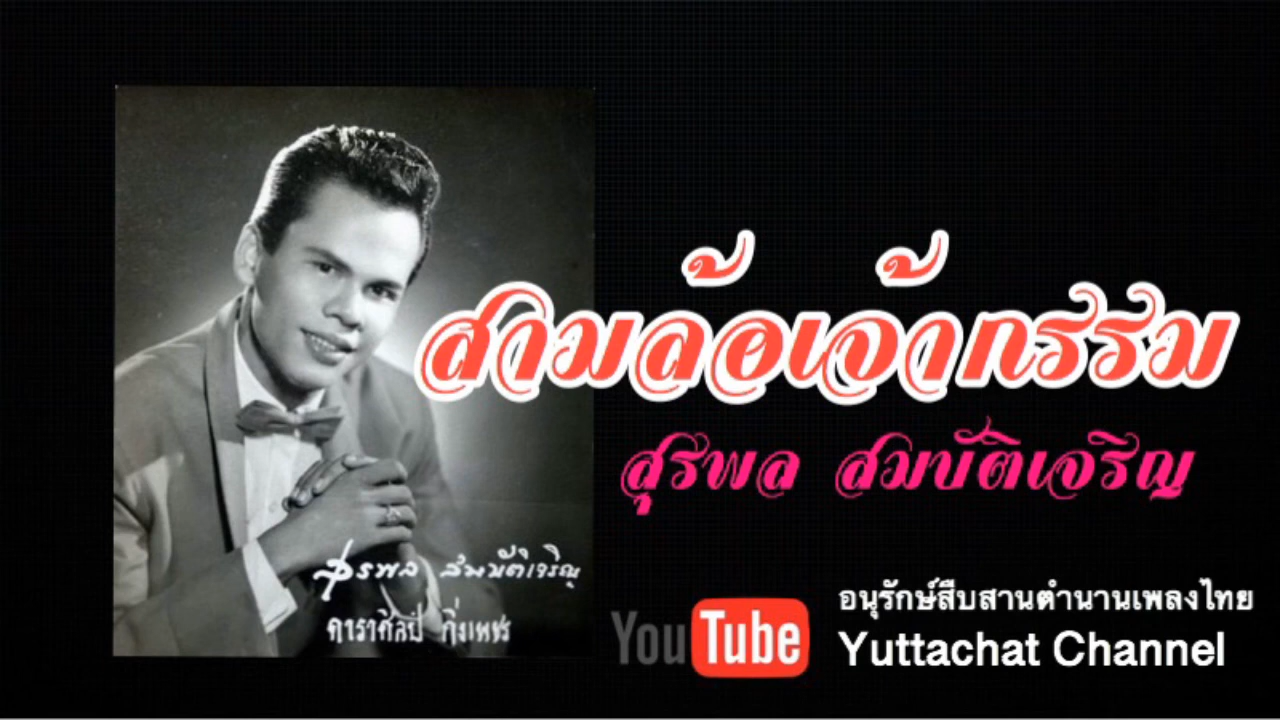 สามล้อเจ้ากรรม
สุรพล สมบัติเจริญ
สุรพล สมบัติเจริญ
ดาราศิลป์ กิ่งเพชร
YouTube
อนุรักษ์สืบสานตำนานเพลงไทย
Yuttachat Channel